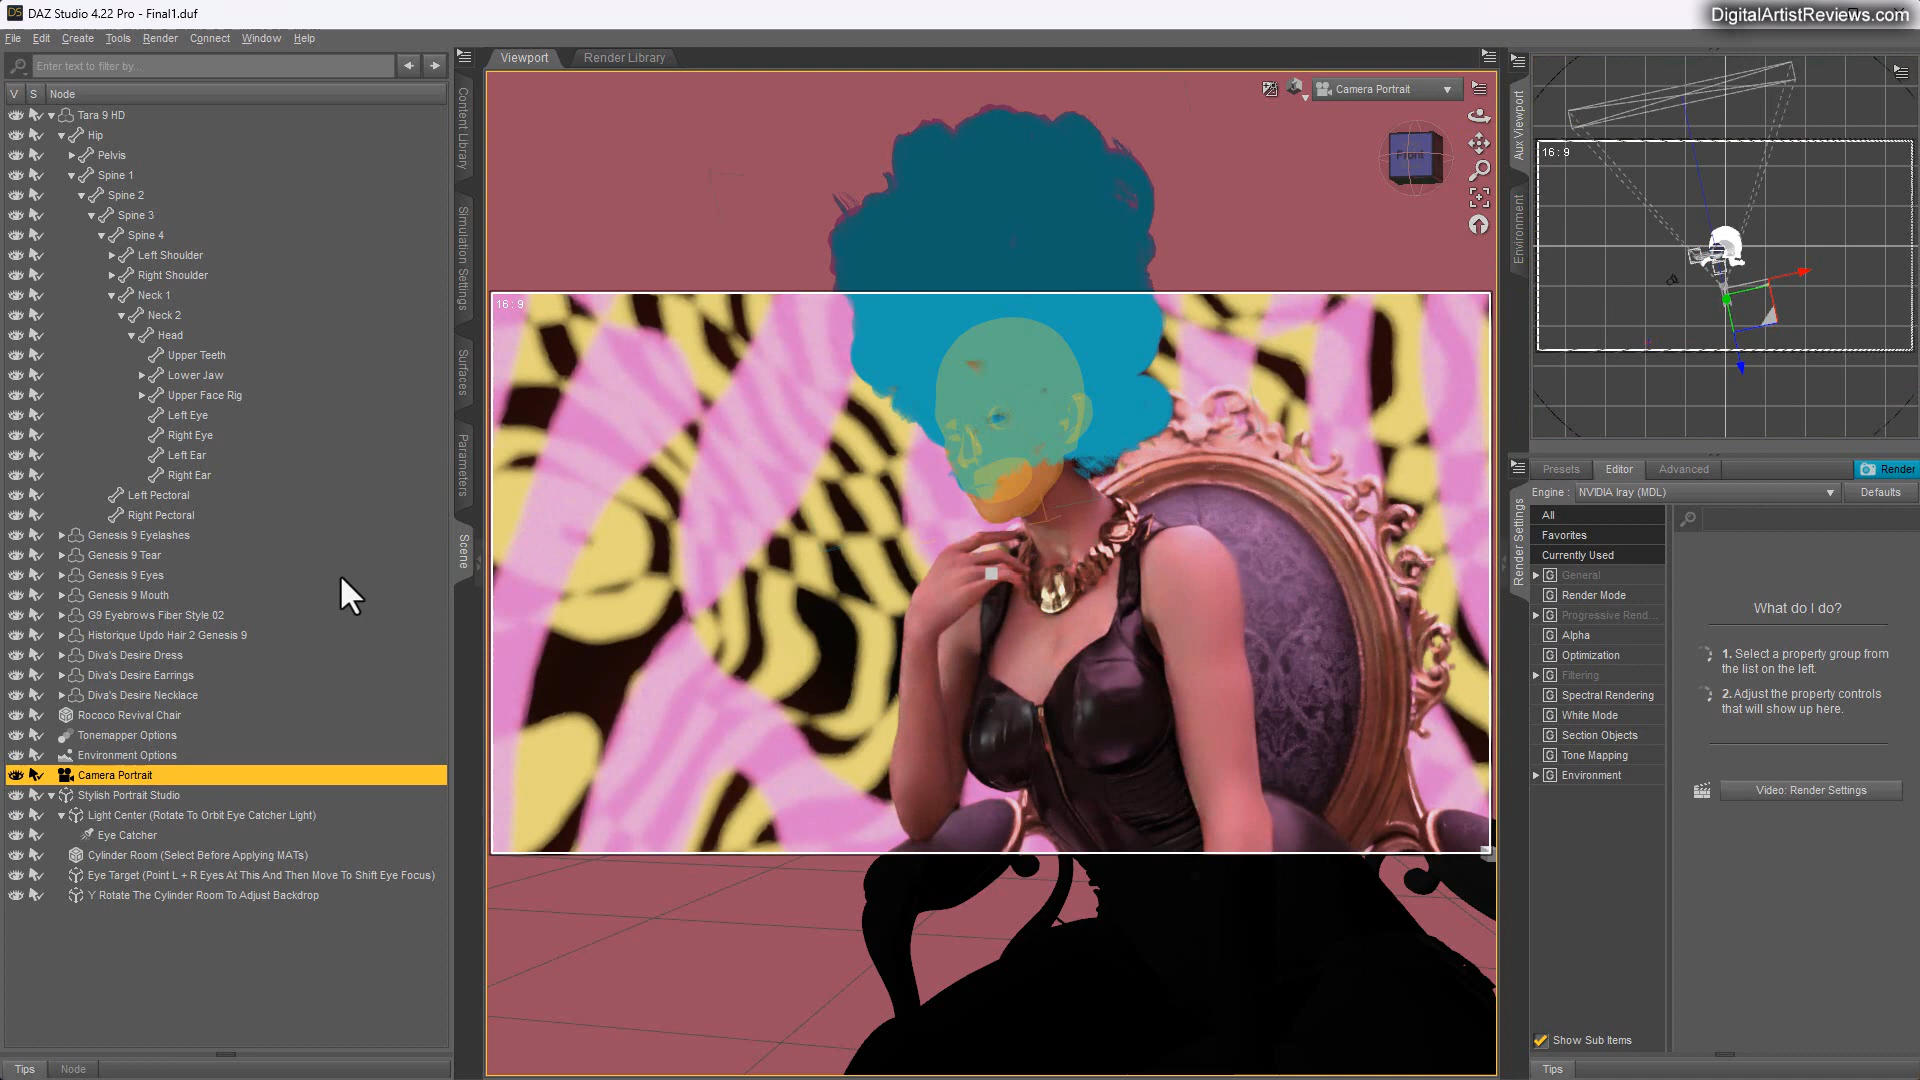 DAZ Studio 4.22 Pro - Final1.duf
DigitalArtistReviews.com
File Edit Create Tools Render Connect Window Help
Enter text to filter by...
V S Node
Tara 9 HD
Hip
Pelvis
Spine 1
Spine 2
Spine 3
Spine 4
Left Shoulder
Right Shoulder
Neck 1
Neck 2
Head
Upper Teeth
Lower Jaw
Upper Face Rig
Left Eye
Right Eye
Left Ear
Right Ear
Left Pectoral
Right Pectoral
Genesis 9 Eyelashes
Genesis 9 Tear
Genesis 9 Eyes
Genesis 9 Mouth
G9 Eyebrows Fiber Style 02
Historique Updo Hair 2 Genesis 9
Diva's Desire Dress
Diva's Desire Earrings
Diva's Desire Necklace
Rococo Revival Chair
Tonemapper Options
Environment Options
Camera Portrait
Stylish Portrait Studio
Light Center (Rotate To Orbit Eye Catcher Light)
Eye Catcher
Cylinder Room (Select Before Applying MATs)
Eye Target (Point L + R Eyes At This And Then Move To Shift Eye Focus)
Y Rotate The Cylinder Room To Adjust Backdrop
Tips Node
Content Library
Simulation Settings
Surfaces
Parameters
Scene
Viewport Render Library
Camera Portrait
Front
16 : 9
Aux Viewport
Environment
16 : 9
Render Settings
Presets Editor Advanced Render
Engine : NVIDIA Iray (MDL) Defaults
All
Favorites
Currently Used
General
Render Mode
Progressive Rend...
Alpha
Optimization
Filtering
Spectral Rendering
White Mode
Section Objects
Tone Mapping
Environment
What do I do?
1. Select a property group from
the list on the left.
2. Adjust the property controls
that will show up here.
Video: Render Settings
Show Sub Items
Tips